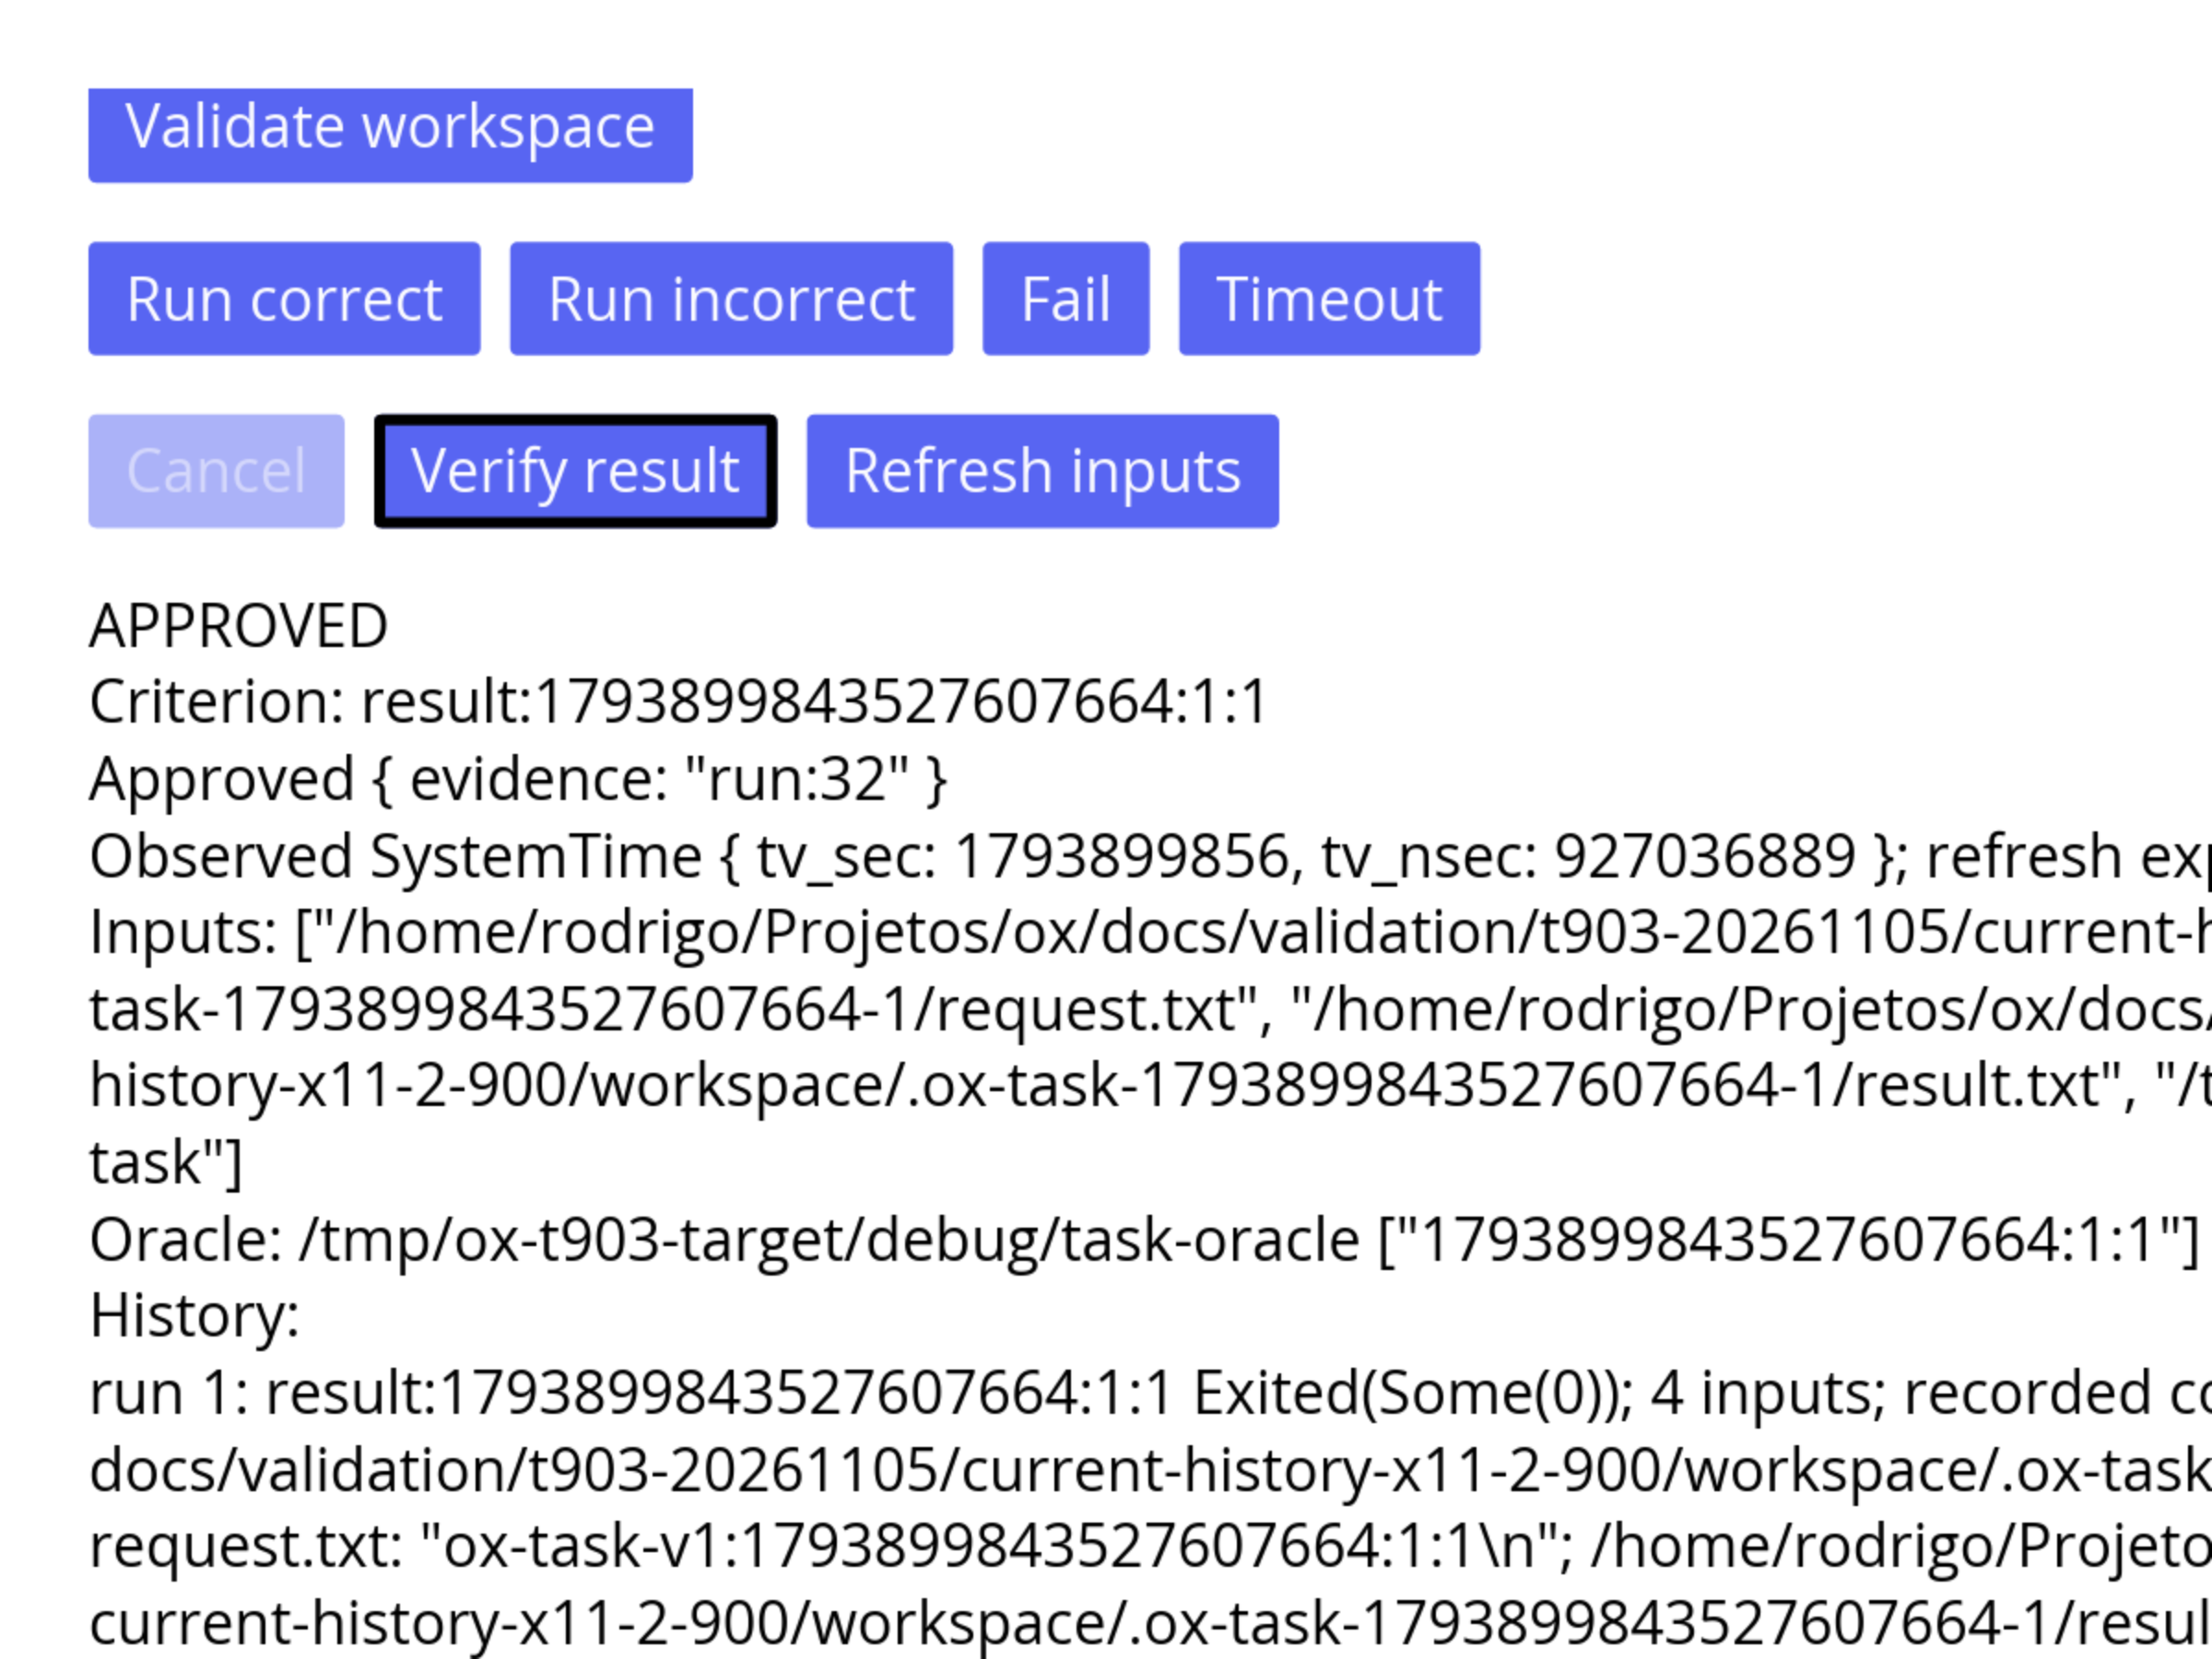 Validate workspace
Run correct Run incorrect Fail Timeout
Cancel Verify result Refresh inputs
APPROVED
Criterion: result:1793899843527607664:1:1
Approved { evidence: "run:32" }
Observed SystemTime { tv_sec: 1793899856, tv_nsec: 927036889 }; refresh exp
Inputs: ["/home/rodrigo/Projetos/ox/docs/validation/t903-20261105/current-h
task-1793899843527607664-1/request.txt", "/home/rodrigo/Projetos/ox/docs/
history-x11-2-900/workspace/.ox-task-1793899843527607664-1/result.txt", "/t
task"]
Oracle: /tmp/ox-t903-target/debug/task-oracle ["1793899843527607664:1:1"]
History:
run 1: result:1793899843527607664:1:1 Exited(Some(0)); 4 inputs; recorded co
docs/validation/t903-20261105/current-history-x11-2-900/workspace/.ox-task
request.txt: "ox-task-v1:1793899843527607664:1:1\n"; /home/rodrigo/Projeto
current-history-x11-2-900/workspace/.ox-task-1793899843527607664-1/resul